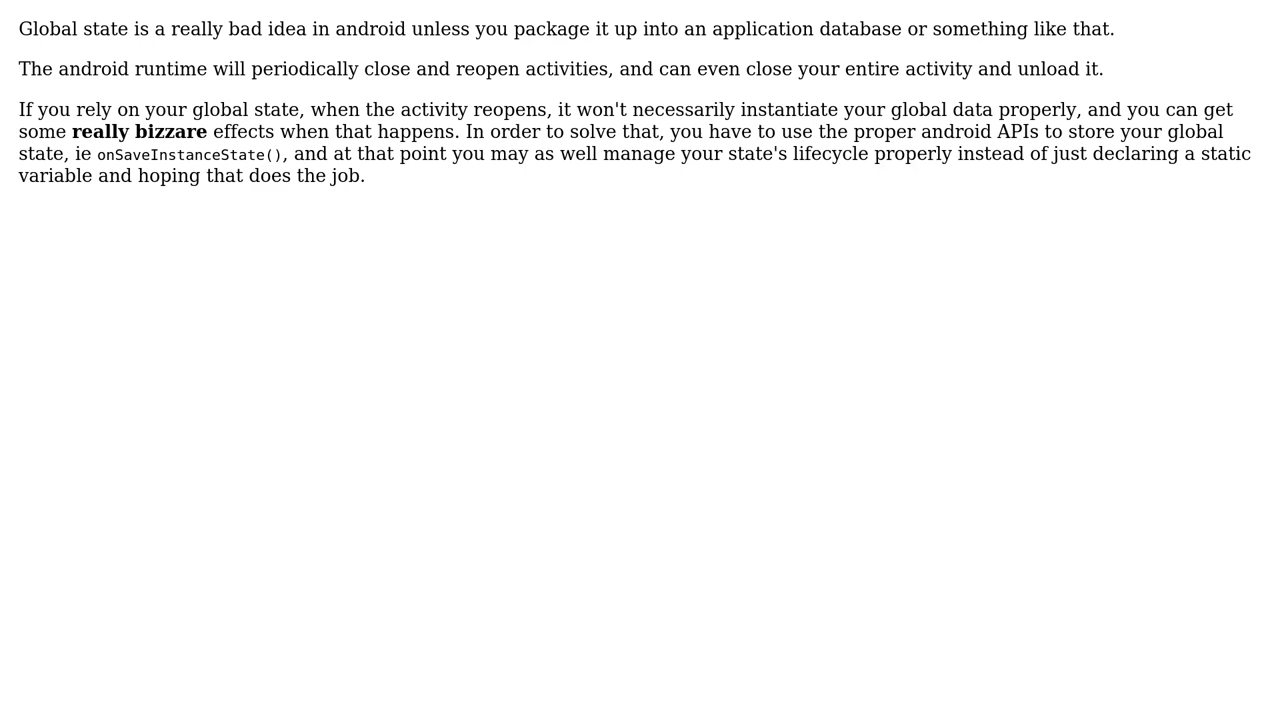 Global state is a really bad idea in android unless you package it up into an application database or something like that.
The android runtime will periodically close and reopen activities, and can even close your entire activity and unload it.
If you rely on your global state, when the activity reopens, it won't necessarily instantiate your global data properly, and you can get
some really bizzare effects when that happens. In order to solve that, you have to use the proper android APIs to store your global
state, ie onSaveInstanceState(), and at that point you may as well manage your state's lifecycle properly instead of just declaring a static
variable and hoping that does the job.